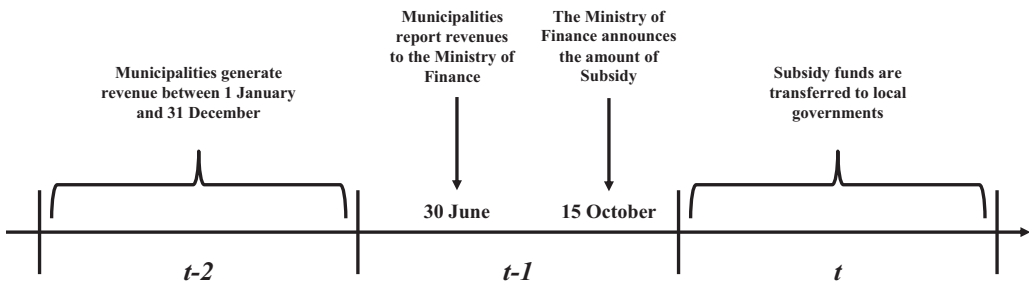 Municipalities generate
revenue between 1 January
and 31 December
Municipalities
report revenues
to the Ministry of
Finance
The Ministry of
Finance announces
the amount of
Subsidy
Subsidy funds are
transferred to local
governments
30 June
15 October
t-2
t-1
t